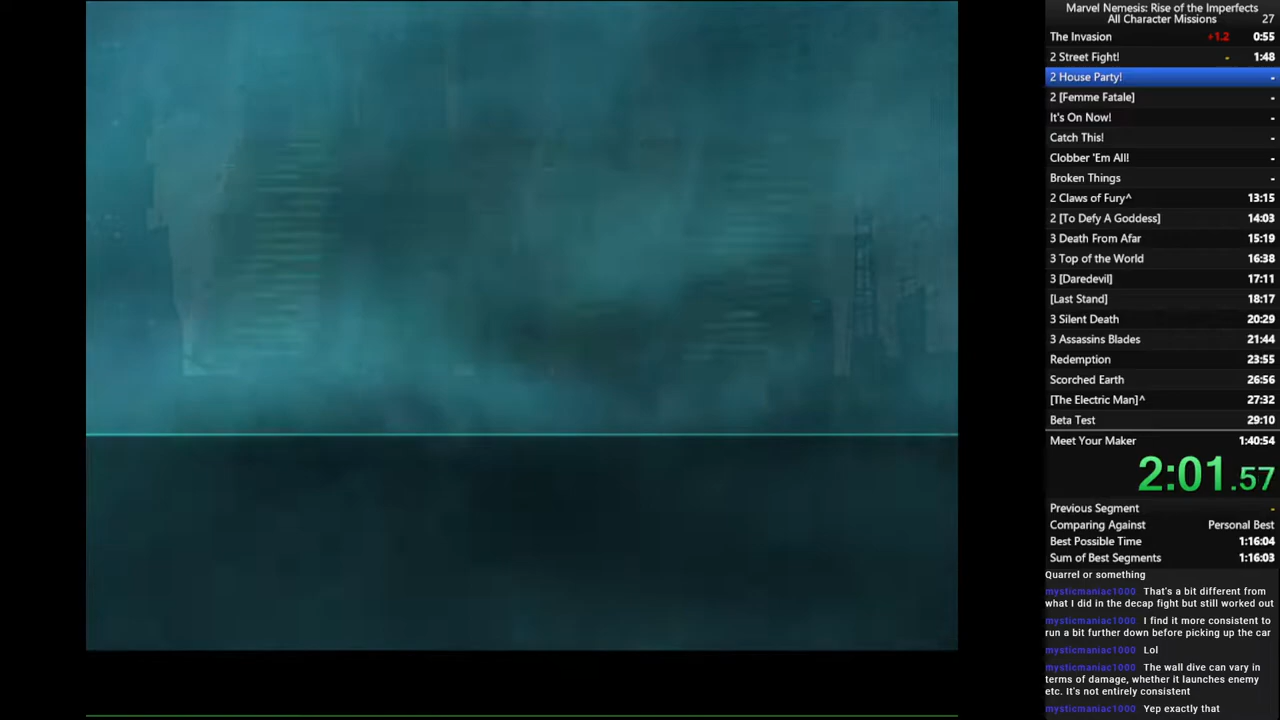 Marvel Nemesis: Rise of the Imperfects
All Character Missions 27
The Invasion +1.2 0:55
2 Street Fight! - 1:48
2 House Party! -
2 [Femme Fatale] -
It's On Now! -
Catch This! -
Clobber 'Em All! -
Broken Things -
2 Claws of Fury^ 13:15
2 [To Defy A Goddess] 14:03
3 Death From Afar 15:19
3 Top of the World 16:38
3 [Daredevil] 17:11
[Last Stand] 18:17
3 Silent Death 20:29
3 Assassins Blades 21:44
Redemption 23:55
Scorched Earth 26:56
[The Electric Man]^ 27:32
Beta Test 29:10
Meet Your Maker 1:40:54
2:01.57
Previous Segment -
Comparing Against Personal Best
Best Possible Time 1:16:04
Sum of Best Segments 1:16:03
Quarrel or something
mysticmaniac1000 That's a bit different from
what I did in the decap fight but still worked out
mysticmaniac1000 I find it more consistent to
run a bit further down before picking up the car
mysticmaniac1000 Lol
mysticmaniac1000 The wall dive can vary in
terms of damage, whether it launches enemy
etc. It's not entirely consistent
mysticmaniac1000 Yep exactly that